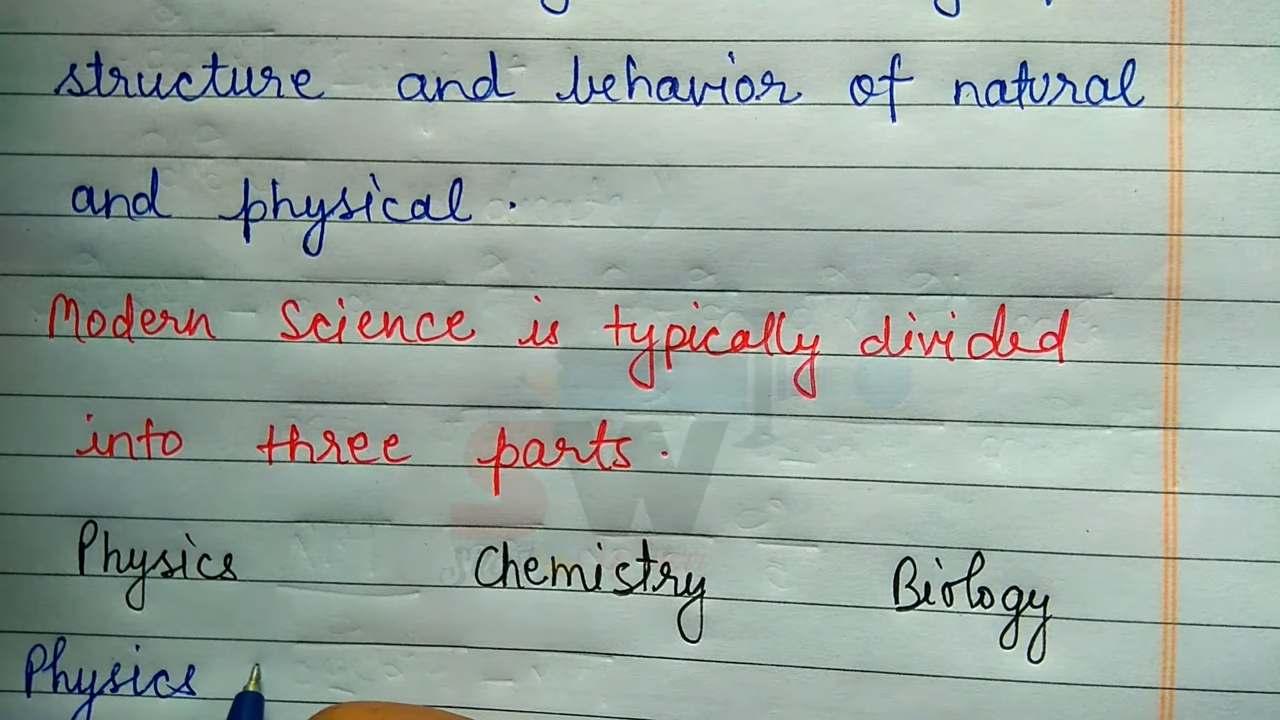 structure and behavior of natural
and physical.
Modern Science is typically divided
into three parts.
Physics Chemistry Biology
Physics
SW